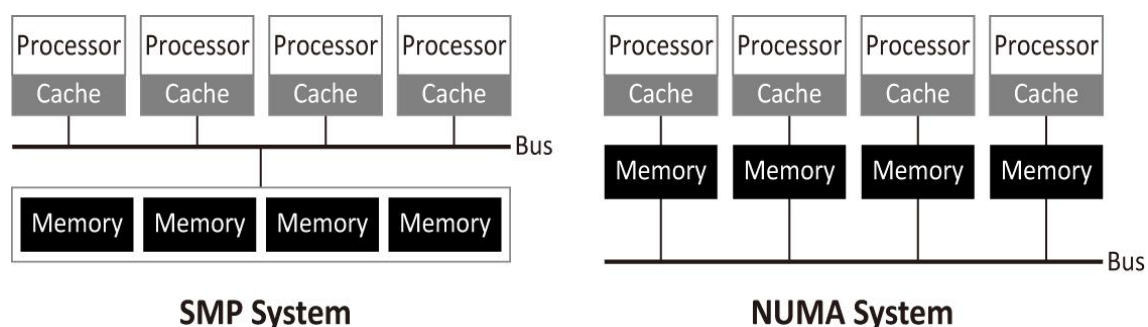 Processor Processor Processor Processor
Cache Cache Cache Cache
Bus
Memory Memory Memory Memory
SMP System
Processor Processor Processor Processor
Cache Cache Cache Cache
Memory Memory Memory Memory
Bus
NUMA System